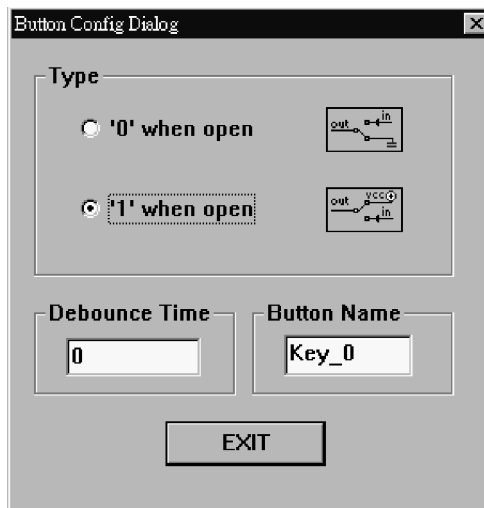 Button Config Dialog
Type
'0' when open
out
in
'1' when open
out
vcc
in
Debounce Time
Button Name
0
Key_0
EXIT